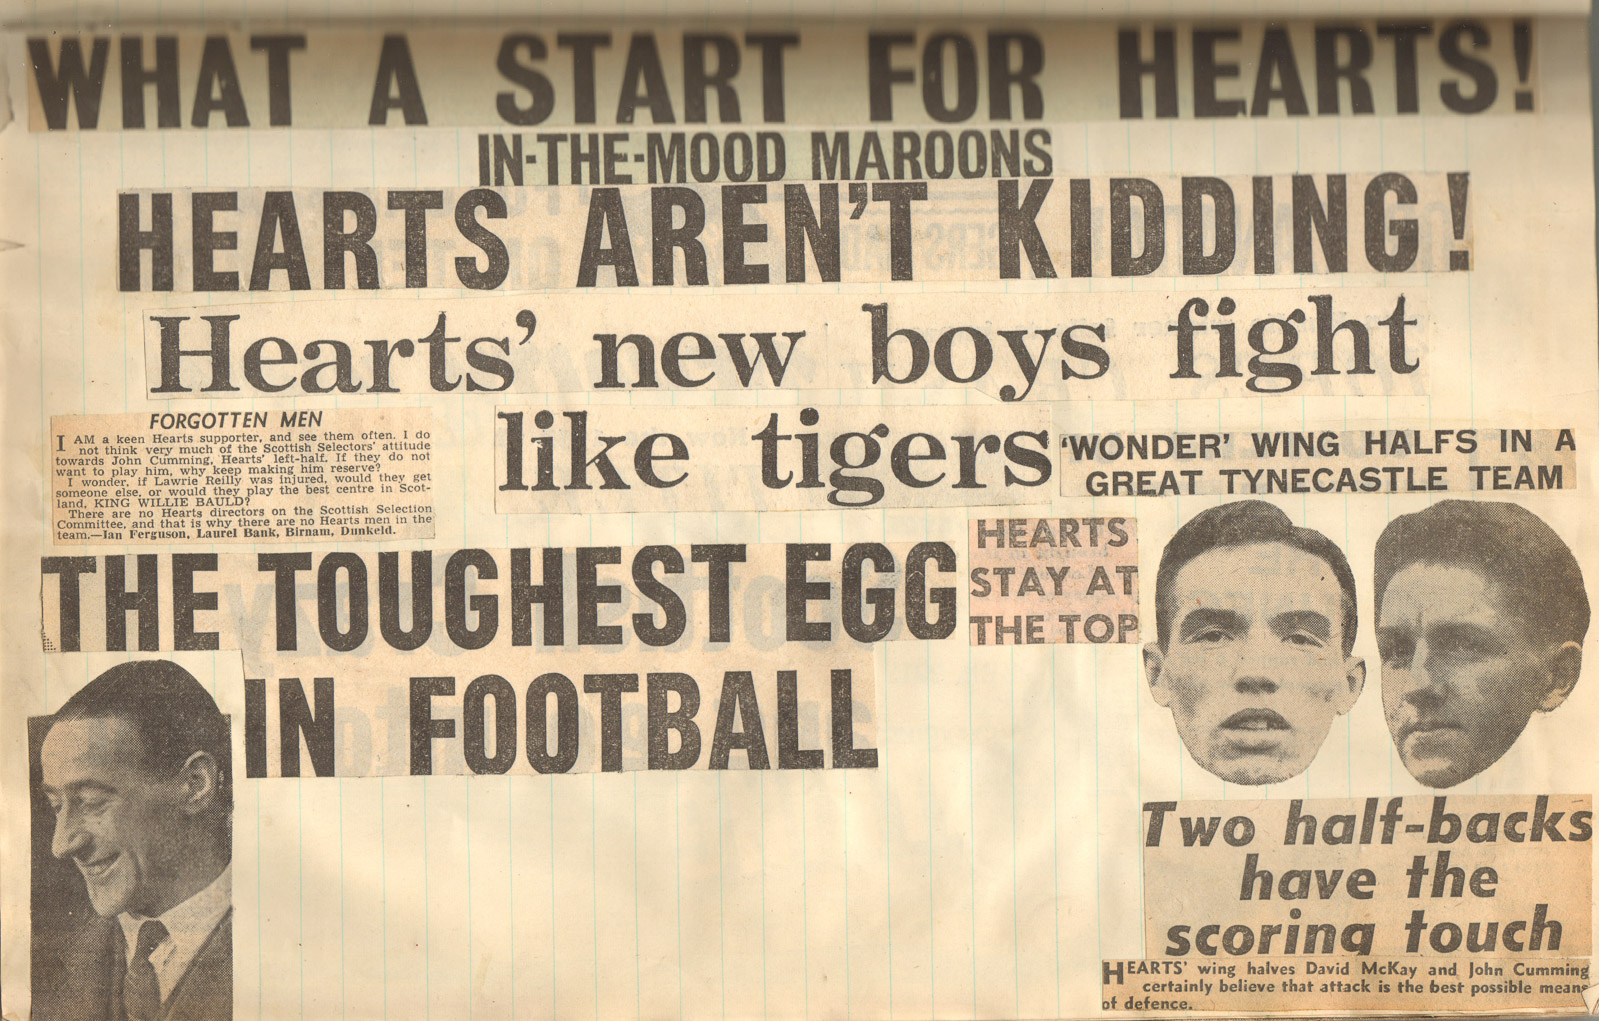 WHAT A START FOR HEARTS!
IN-THE-MOOD MAROONS
HEARTS AREN'T KIDDING!
Hearts' new boys fight
like tigers
FORGOTTEN MEN
I AM a keen Hearts supporter, and see them often. I do
not think very much of the Scottish Selectors' attitude
towards John Cumming, Hearts' left-half. If they do not
want to play him, why keep making him reserve?
I wonder, if Lawrie Reilly was injured, would they get
someone else, or would they play the best centre in Scot-
land, KING WILLIE BAULD?
There are no Hearts directors on the Scottish Selection
Committee, and that is why there are no Hearts men in the
team.—Ian Ferguson, Laurel Bank, Birnam, Dunkeld.
'WONDER' WING HALFS IN A
GREAT TYNECASTLE TEAM
THE TOUGHEST EGG
IN FOOTBALL
HEARTS
STAY AT
THE TOP
Two half-backs
have the
scoring touch
HEARTS' wing halves David McKay and John Cumming
certainly believe that attack is the best possible means
of defence.